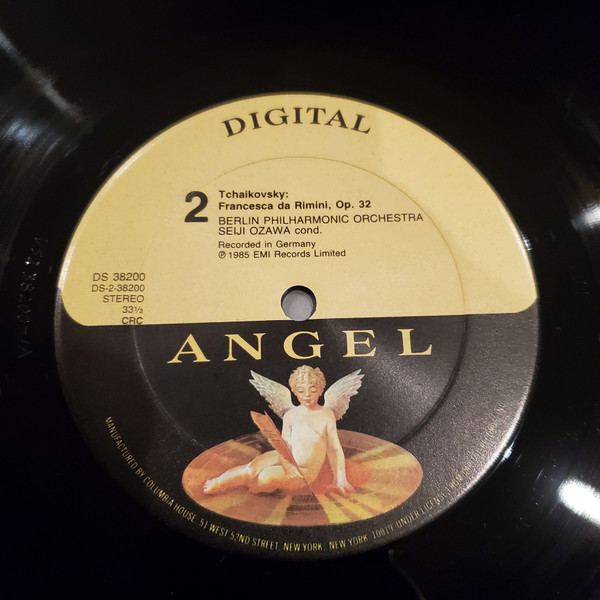 DIGITAL
2
Tchaikovsky:
Francesca da Rimini, Op. 32
BERLIN PHILHARMONIC ORCHESTRA
SEIJI OZAWA cond.
Recorded in Germany
℗ 1985 EMI Records Limited
DS 38200
DS-2-38200
STEREO
33⅓
CRC
ANGEL
MANUFACTURED BY COLUMBIA HOUSE, 51 WEST 52ND STREET, NEW YORK, NEW YORK 10019 UNDER LICENSE FROM